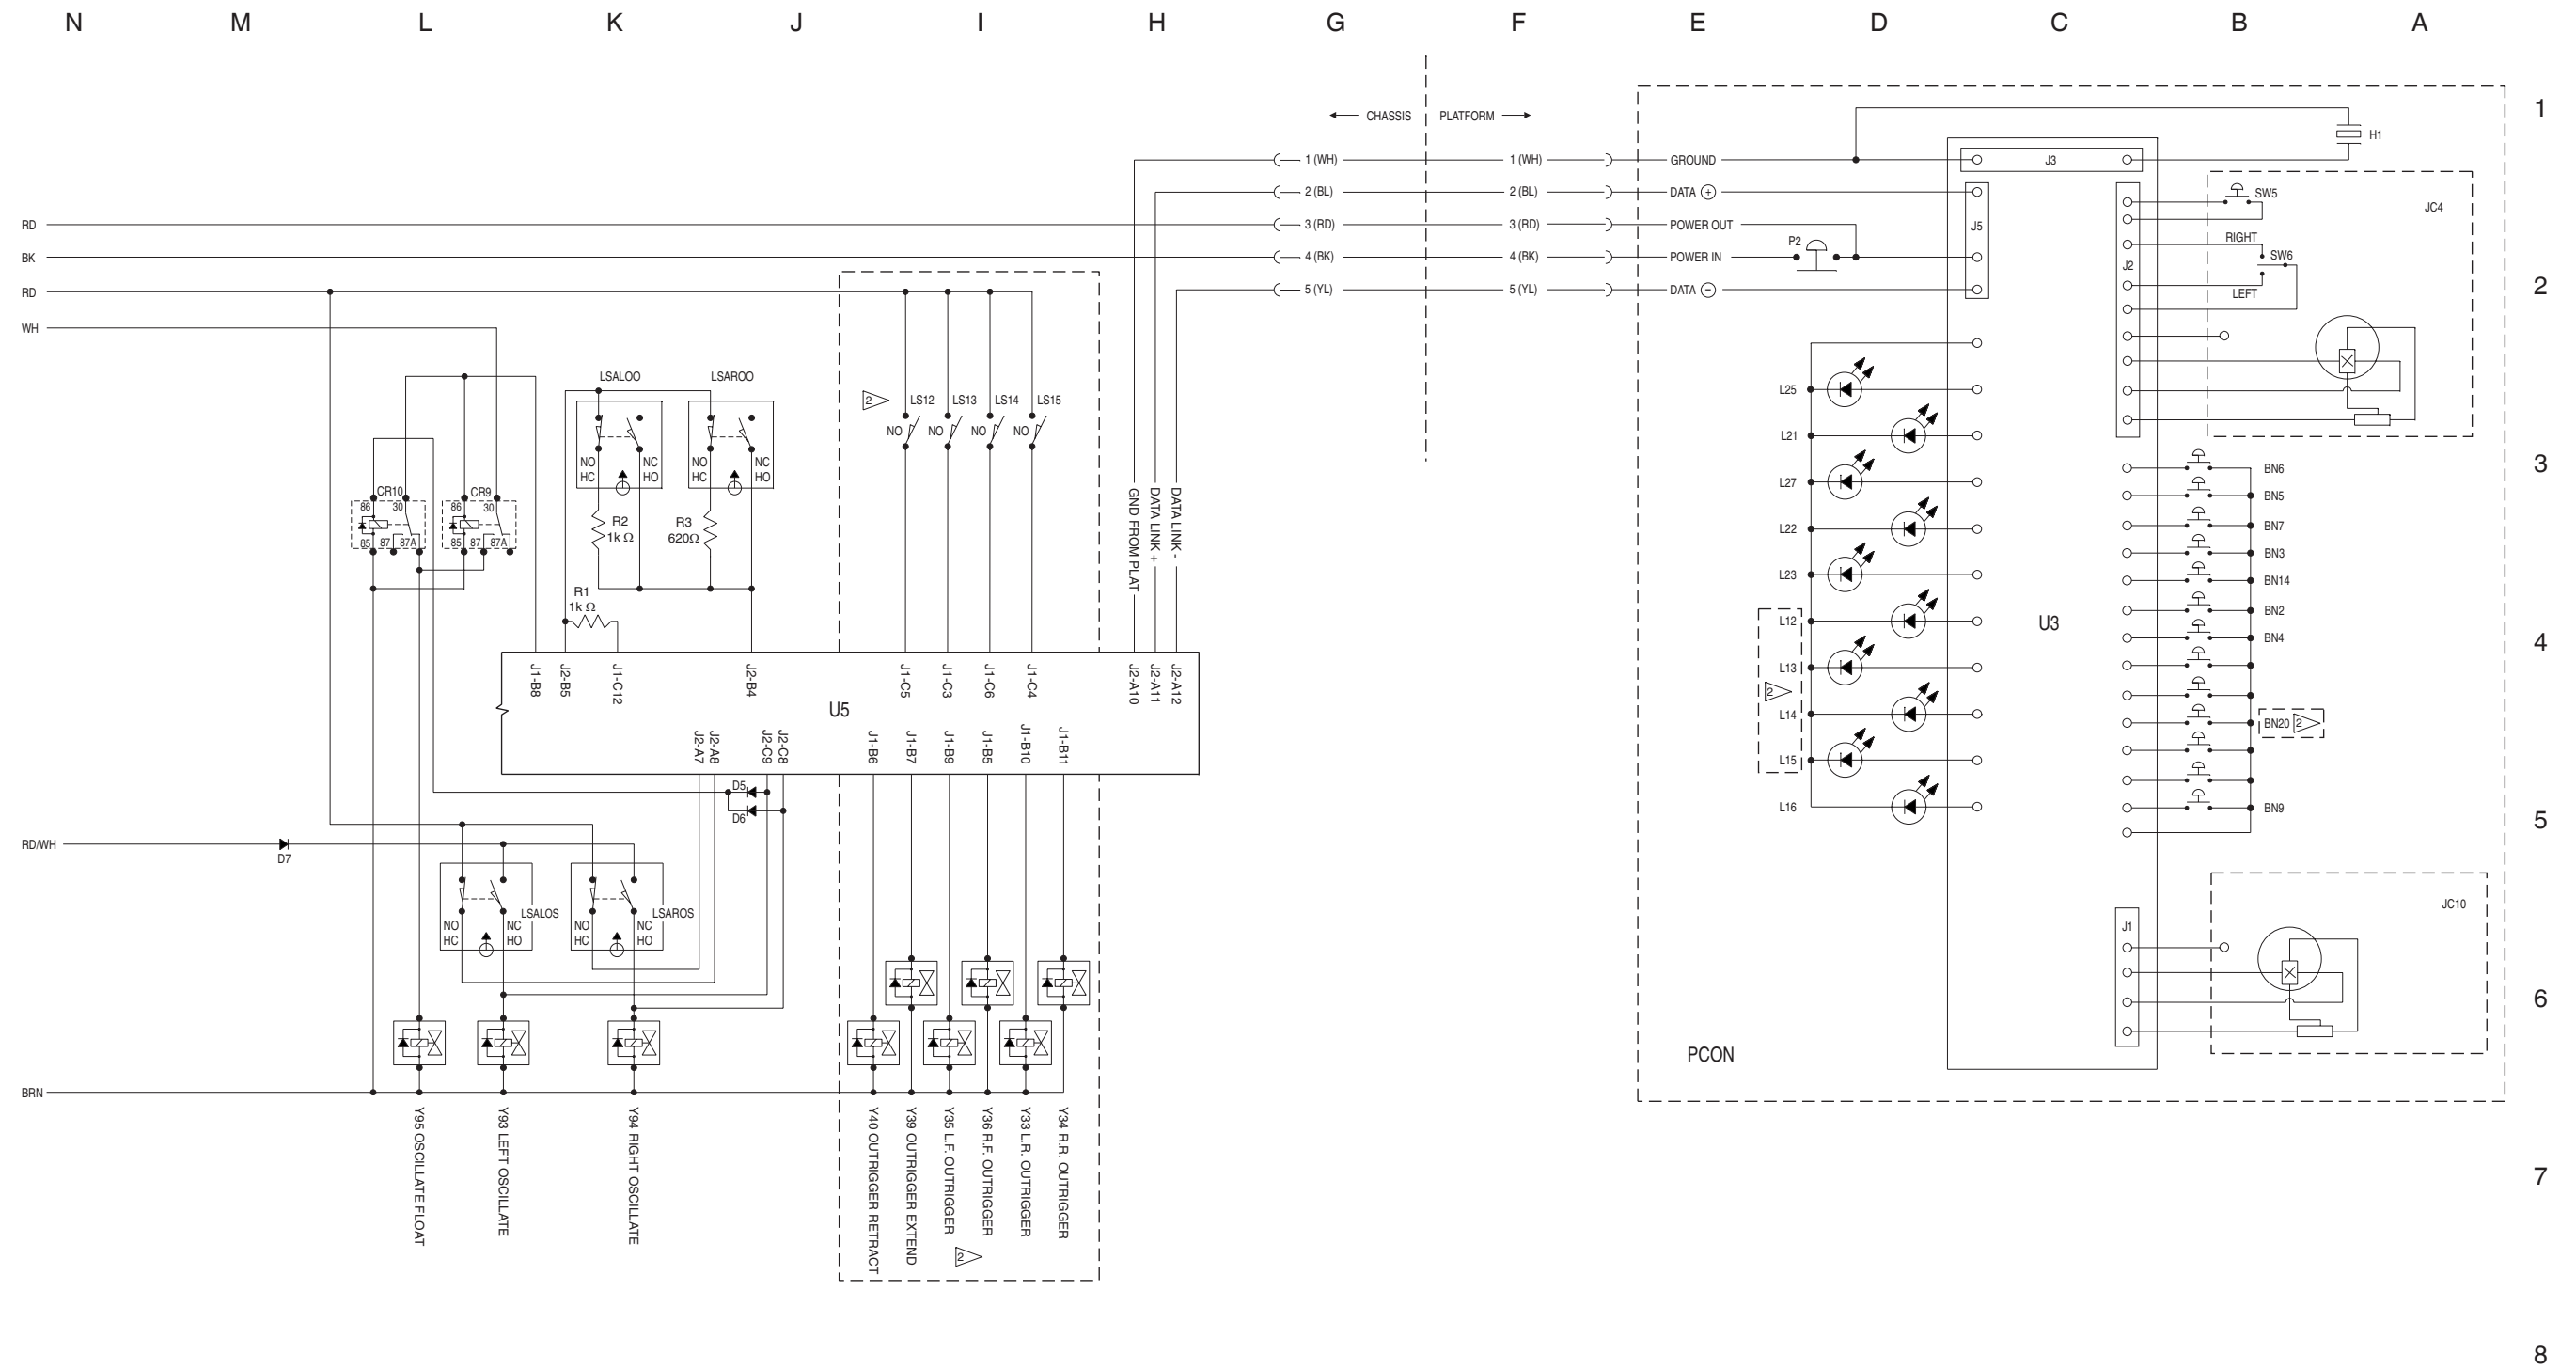 N M L K J I H G F E D C B A
1
2
3
4
5
6
7
8
CHASSIS PLATFORM
RD
BK
RD
WH
RD/WH
BRN
1 (WH) 1 (WH) GROUND
2 (BL) 2 (BL) DATA +
3 (RD) 3 (RD) POWER OUT
4 (BK) 4 (BK) POWER IN
5 (YL) 5 (YL) DATA −
P2
J3
J5
J2
J1
H1
JC4
SW5
RIGHT
SW6
LEFT
LSALOO LSAROO
NO NC NO NC
HC HO HC HO
R2
1k Ω
R3
620Ω
R1
1k Ω
CR10 CR9
86 30 86 30
85 87 87A 85 87 87A
2 LS12 LS13 LS14 LS15
NO NO NO NO
GND FROM PLAT
DATA LINK +
DATA LINK -
J1-B8
J2-B5
J1-C12
J2-B4
J1-C5
J1-C3
J1-C6
J1-C4
J2-A10
J2-A11
J2-A12
U5
J2-A7
J2-A8
J2-C9
J2-C8
J1-B6
J1-B7
J1-B9
J1-B5
J1-B10
J1-B11
D5
D6
D7
LSALOS LSAROS
NO NC NO NC
HC HO HC HO
Y95 OSCILLATE FLOAT
Y93 LEFT OSCILLATE
Y94 RIGHT OSCILLATE
Y40 OUTRIGGER RETRACT
Y39 OUTRIGGER EXTEND
Y35 L.F. OUTRIGGER
Y36 R.F. OUTRIGGER
Y33 L.R. OUTRIGGER
Y34 R.R. OUTRIGGER
2
L25
L21
L27
L22
L23
L12
L13
2
L14
L15
L16
U3
BN6
BN5
BN7
BN3
BN14
BN2
BN4
BN20 2
BN9
JC10
PCON